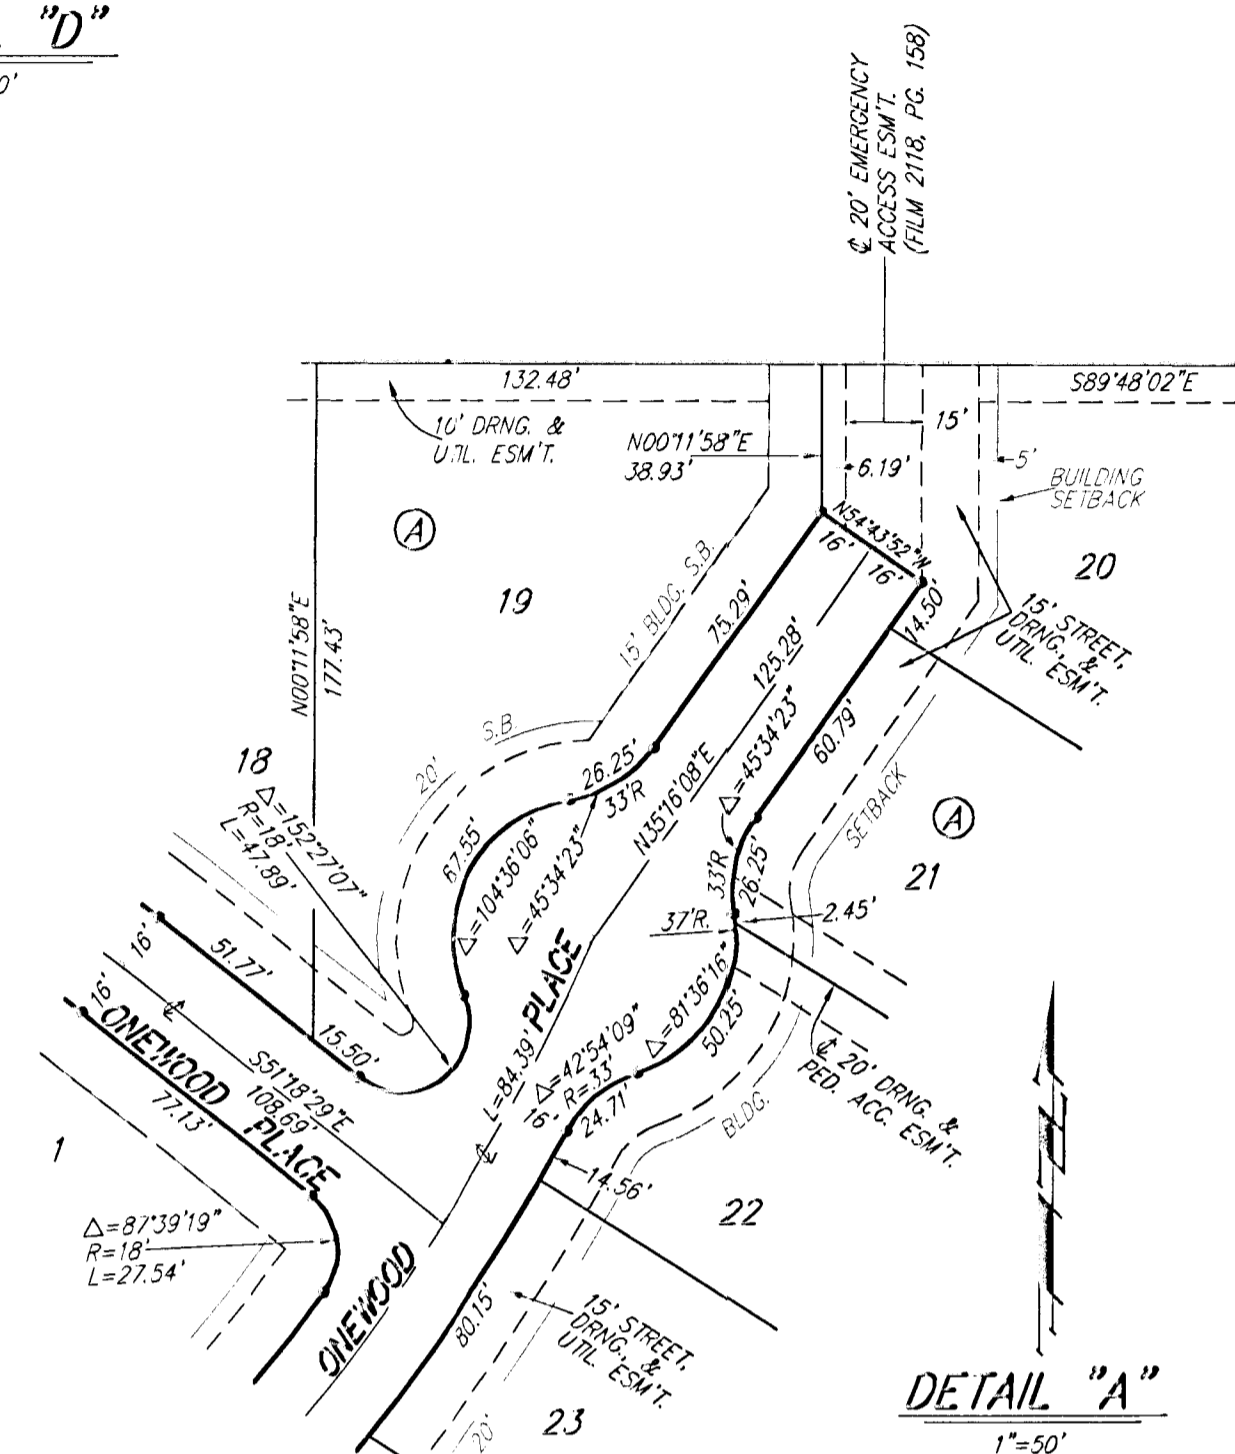 "D"
0'
℄ 20' EMERGENCY
ACCESS ESM'T.
(FILM 2118, PG. 158)
132.48'
S89°48'02"E
10' DRNG. &
UTIL. ESM'T.
N00°11'58"E
38.93'
15'
6.19'
5'
BUILDING
SETBACK
A
N54°43'52"W
16'
16'
20
19
14.50'
15' STREET,
DRNG., &
UTIL. ESM'T.
N00°11'58"E
177.43'
15' BLDG. S.B.
75.29'
125.28'
60.79'
S.B.
20'
18
Δ=152°27'07"
R=18'
L=47.89'
26.25'
33'R
N35°16'08"E
Δ=45°34'23"
SETBACK
A
67.55'
Δ=104°36'06"
Δ=45°34'23"
33'R
26.25'
21
2.45'
37'R.
16'
51.77'
16'
℄
15.50'
ONEWOOD PLACE
S51°18'29"E
108.69'
77.13'
PLACE
L=84.39'
Δ=42°54'09"
R=33'
Δ=81°36'16"
50.25'
16'
24.71'
℄ 20' DRNG. &
PED. ACC. ESM'T.
BLDG.
℄
1
14.56'
22
Δ=87°39'19"
R=18'
L=27.54'
ONEWOOD
80.15'
15' STREET,
DRNG., &
UTIL. ESM'T.
20'
23
DETAIL "A"
1"=50'